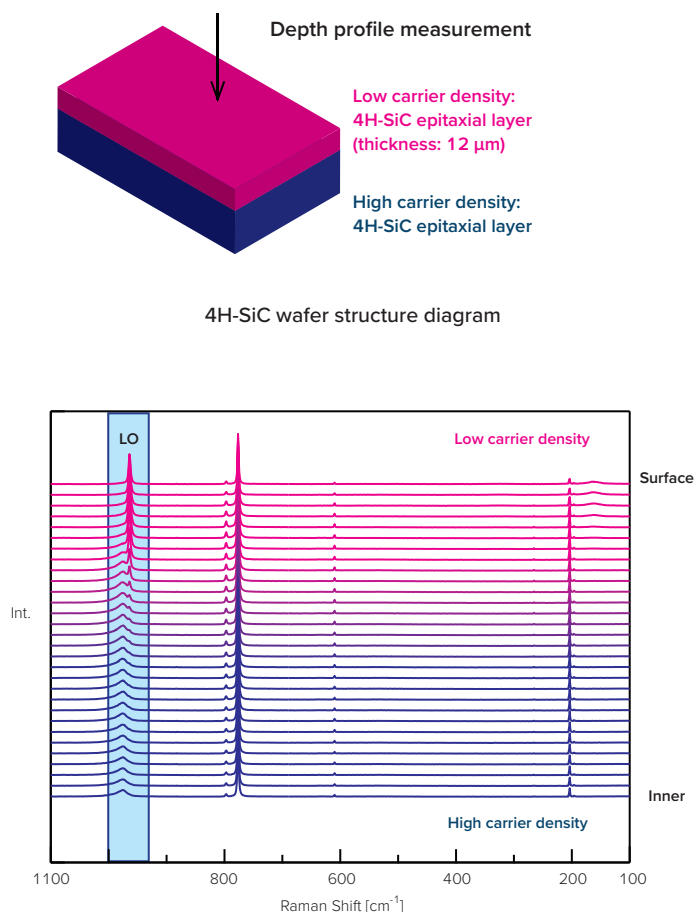 Depth profile measurement
Low carrier density:
4H-SiC epitaxial layer
(thickness: 12 μm)
High carrier density:
4H-SiC epitaxial layer
4H-SiC wafer structure diagram
LO
Low carrier density
Surface
Int.
Inner
High carrier density
1100 800 600 400 200 100
Raman Shift [cm⁻¹]